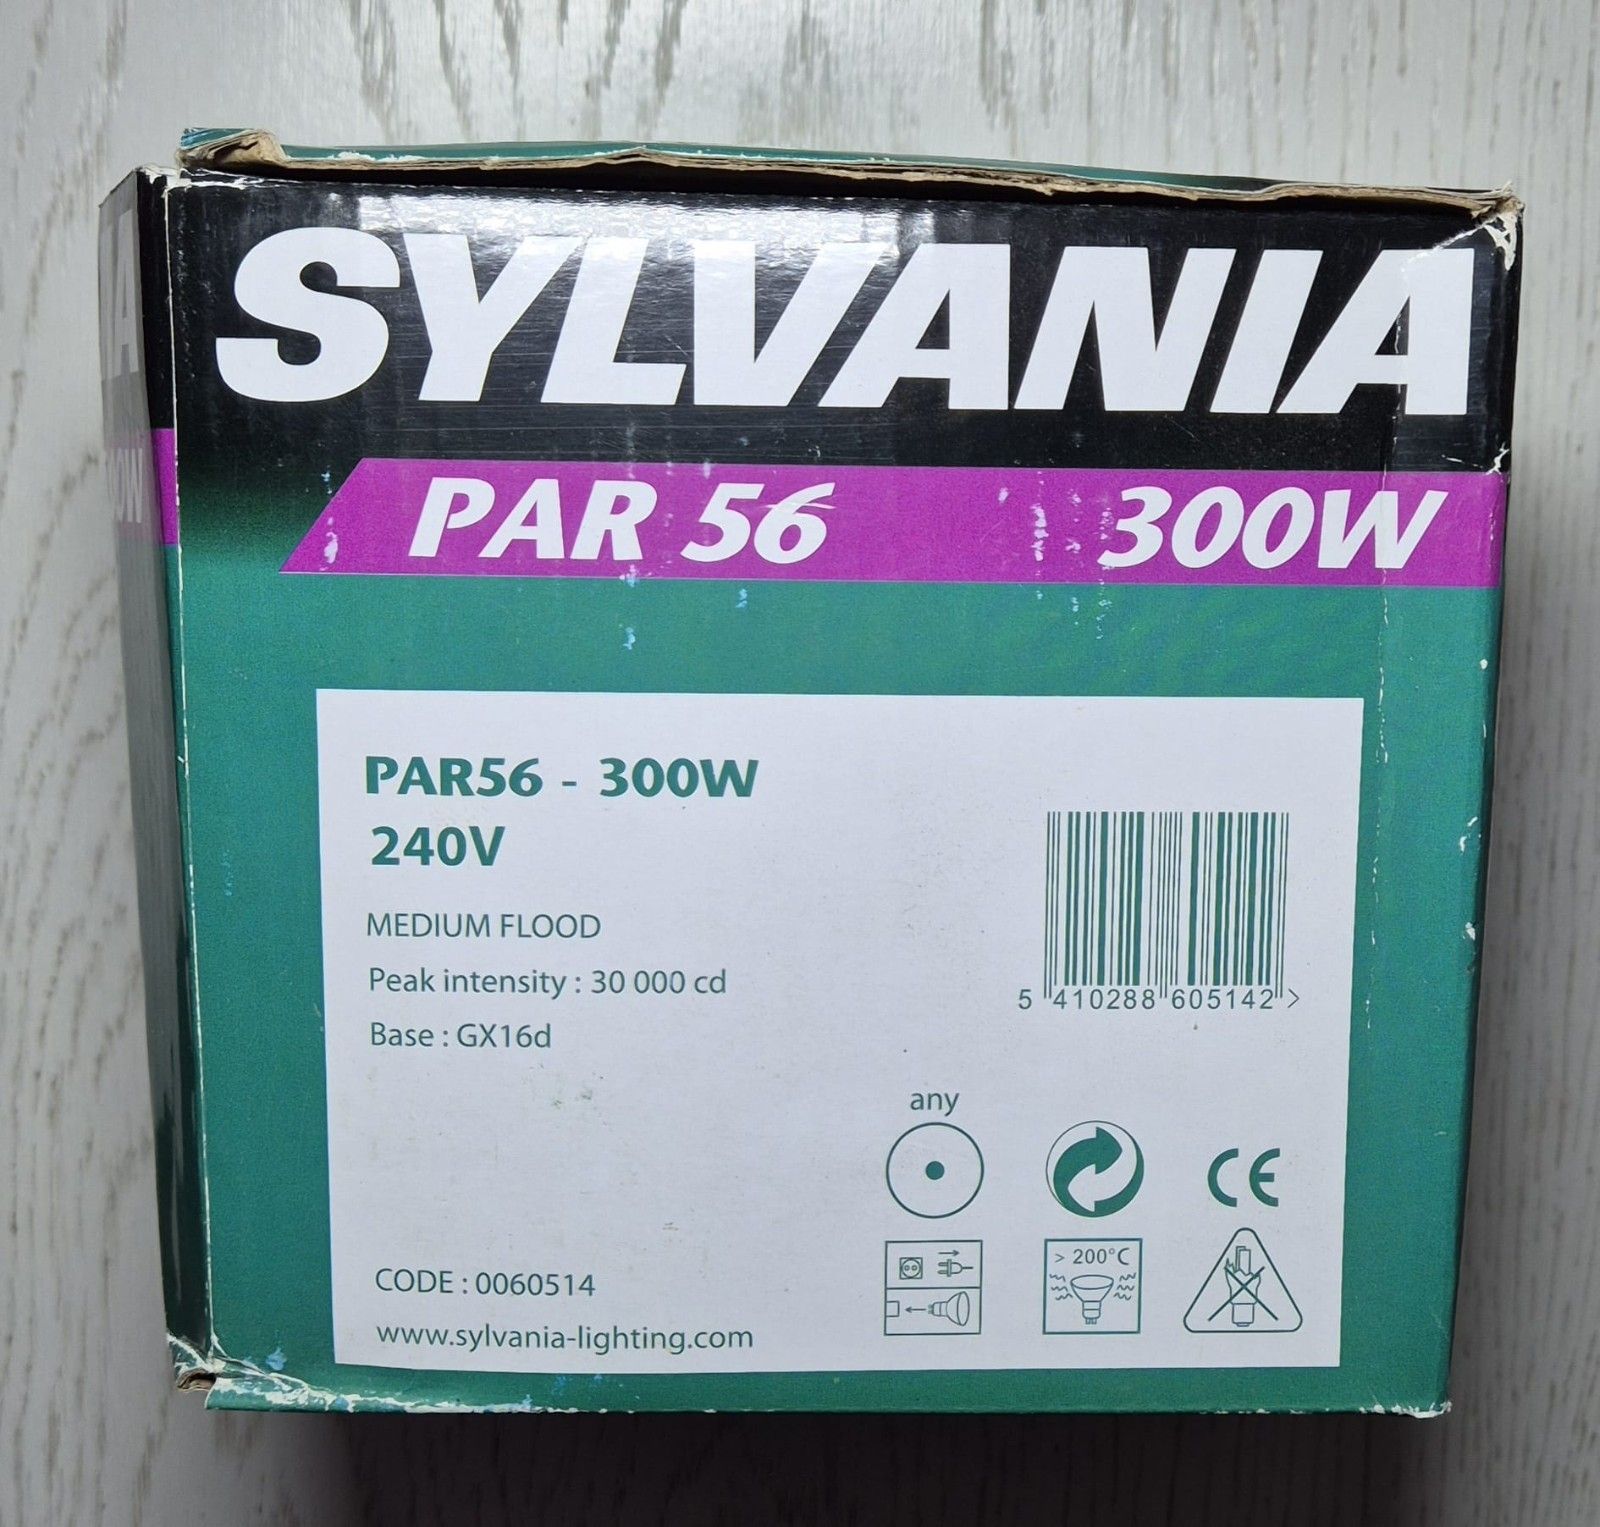 SYLVANIA
PAR 56 300W
PAR56 - 300W
240V
MEDIUM FLOOD
Peak intensity : 30 000 cd
Base : GX16d
5 410288 605142 >
any
CE
> 200°C
CODE : 0060514
www.sylvania-lighting.com